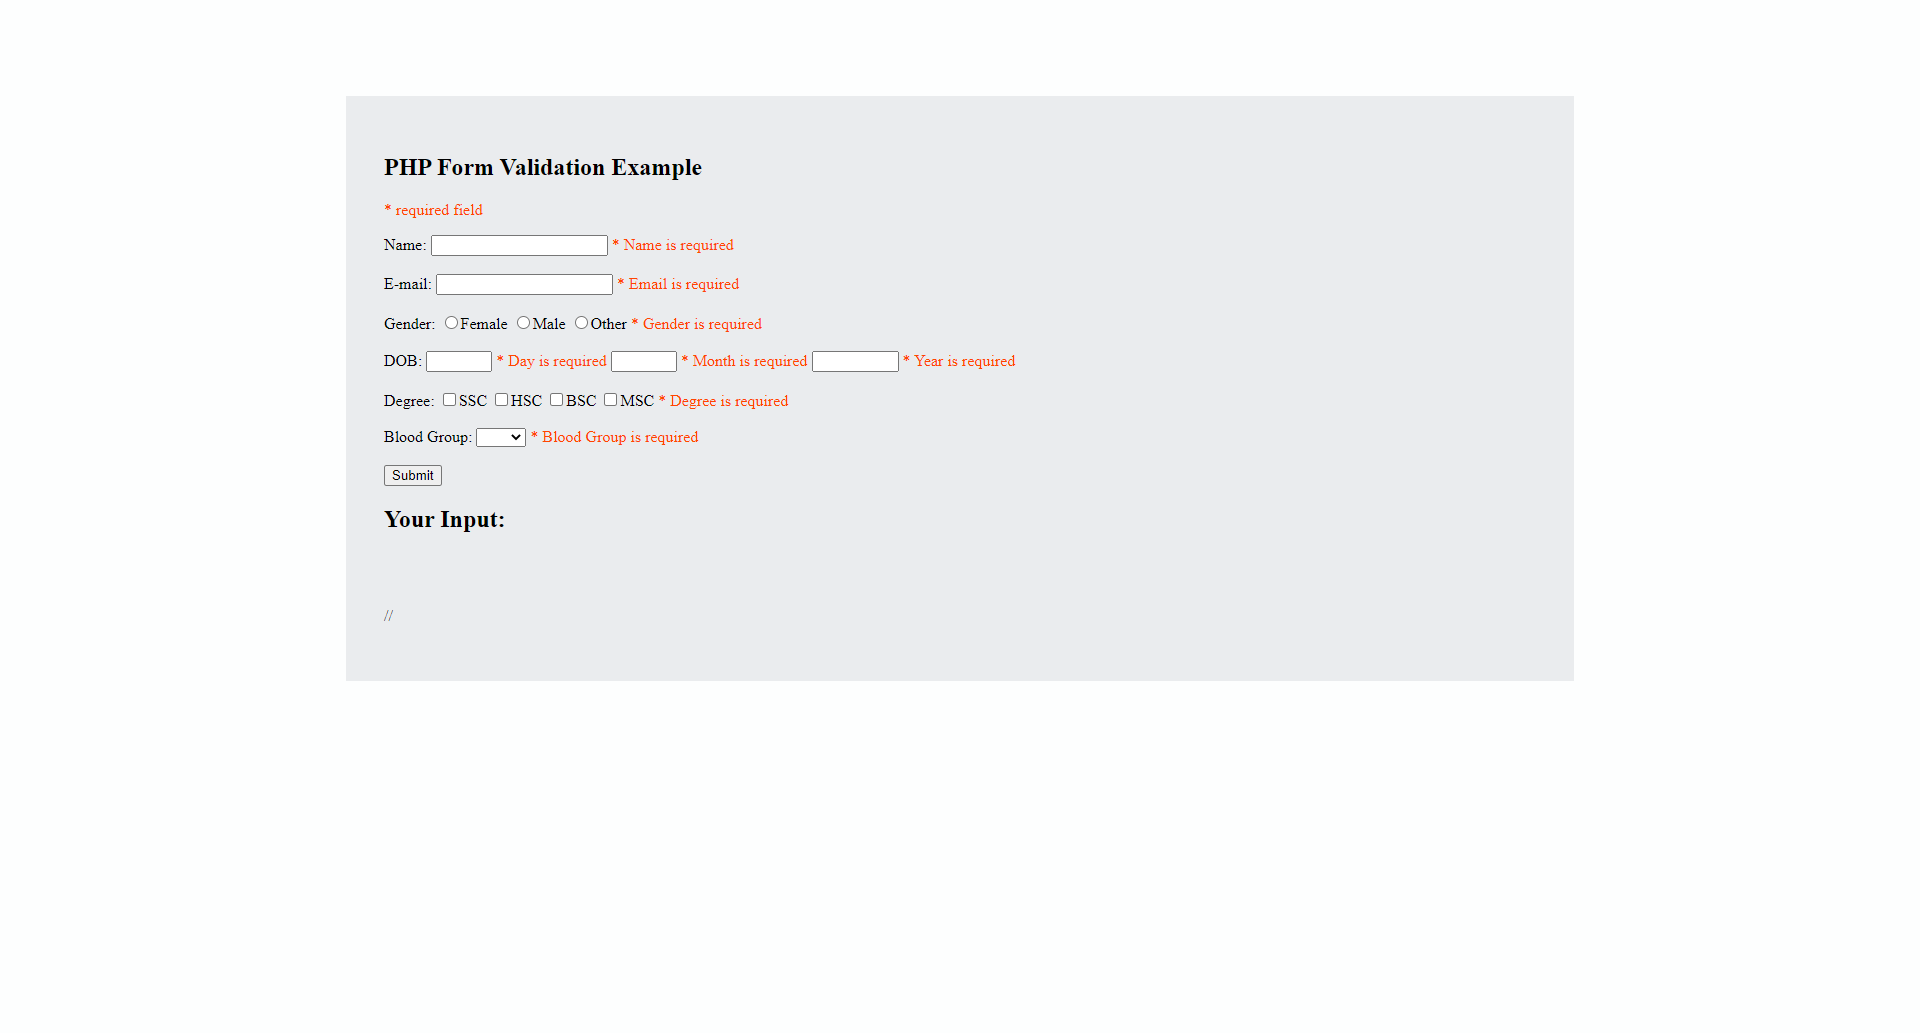 PHP Form Validation Example
* required field
Name: * Name is required
E-mail: * Email is required
Gender: Female Male Other * Gender is required
DOB: * Day is required * Month is required * Year is required
Degree: SSC HSC BSC MSC * Degree is required
Blood Group: * Blood Group is required
Submit
Your Input:
//